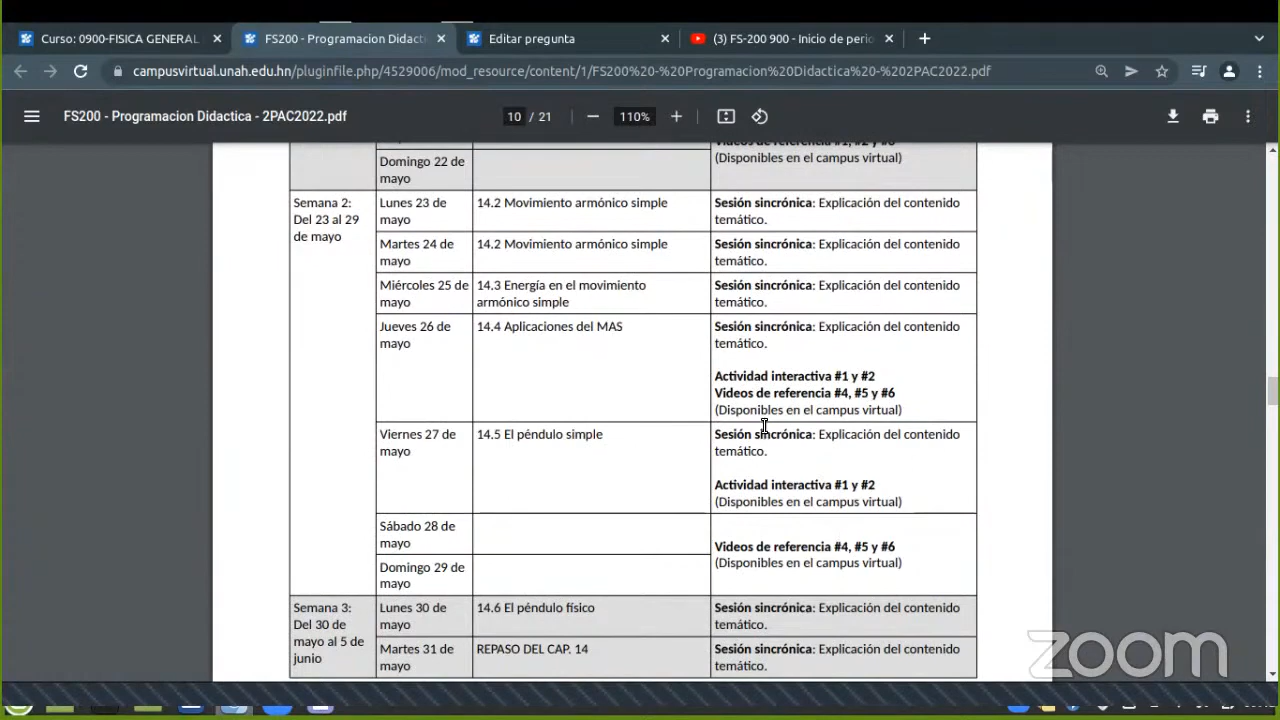 Curso: 0900-FISICA GENERAL
FS200 - Programacion Didact
Editar pregunta
(3) FS-200 900 - Inicio de perio
campusvirtual.unah.edu.hn/pluginfile.php/4529006/mod_resource/content/1/FS200%20-%20Programacion%20Didactica%20-%202PAC2022.pdf
FS200 - Programacion Didactica - 2PAC2022.pdf
10 / 21
110%
Domingo 22 de
mayo
(Disponibles en el campus virtual)
Semana 2:
Del 23 al 29
de mayo
Lunes 23 de
mayo
14.2 Movimiento armónico simple
Sesión sincrónica: Explicación del contenido
temático.
Martes 24 de
mayo
14.2 Movimiento armónico simple
Sesión sincrónica: Explicación del contenido
temático.
Miércoles 25 de
mayo
14.3 Energía en el movimiento
armónico simple
Sesión sincrónica: Explicación del contenido
temático.
Jueves 26 de
mayo
14.4 Aplicaciones del MAS
Sesión sincrónica: Explicación del contenido
temático.
Actividad interactiva #1 y #2
Videos de referencia #4, #5 y #6
(Disponibles en el campus virtual)
Viernes 27 de
mayo
14.5 El péndulo simple
Sesión sincrónica: Explicación del contenido
temático.
Actividad interactiva #1 y #2
(Disponibles en el campus virtual)
Sábado 28 de
mayo
Domingo 29 de
mayo
Videos de referencia #4, #5 y #6
(Disponibles en el campus virtual)
Semana 3:
Del 30 de
mayo al 5 de
junio
Lunes 30 de
mayo
14.6 El péndulo físico
Sesión sincrónica: Explicación del contenido
temático.
Martes 31 de
mayo
REPASO DEL CAP. 14
Sesión sincrónica: Explicación del contenido
temático.
zoom